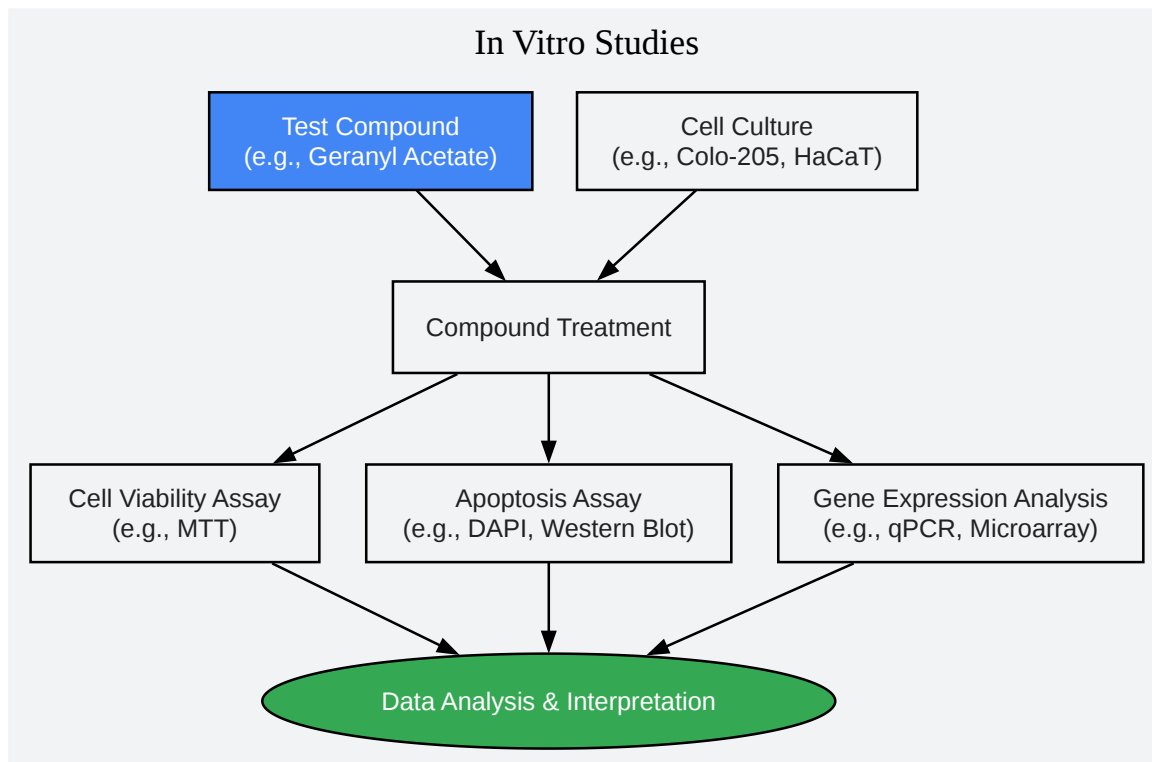 In Vitro Studies
Test Compound
(e.g., Geranyl Acetate)
Cell Culture
(e.g., Colo-205, HaCaT)
Compound Treatment
Cell Viability Assay
(e.g., MTT)
Apoptosis Assay
(e.g., DAPI, Western Blot)
Gene Expression Analysis
(e.g., qPCR, Microarray)
Data Analysis & Interpretation